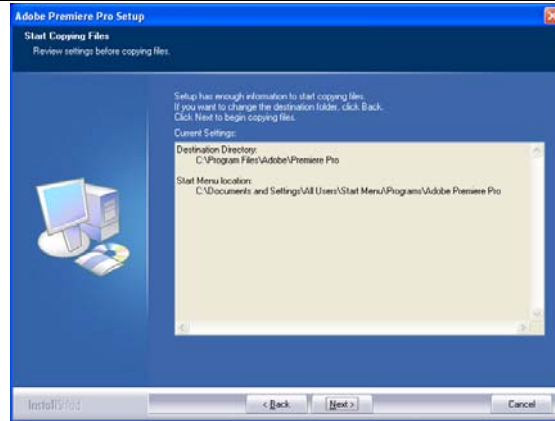 Adobe Premiere Pro Setup
Start Copying Files
Review settings before copying files.
Setup has enough information to start copying files.
If you want to change the destination folder, click Back.
Click Next to begin copying files.
Current Settings:
Destination Directory:
C:\Program Files\Adobe\Premiere Pro
Start Menu location:
C:\Documents and Settings\All Users\Start Menu\Programs\Adobe Premiere Pro
InstallShield
< Back Next > Cancel